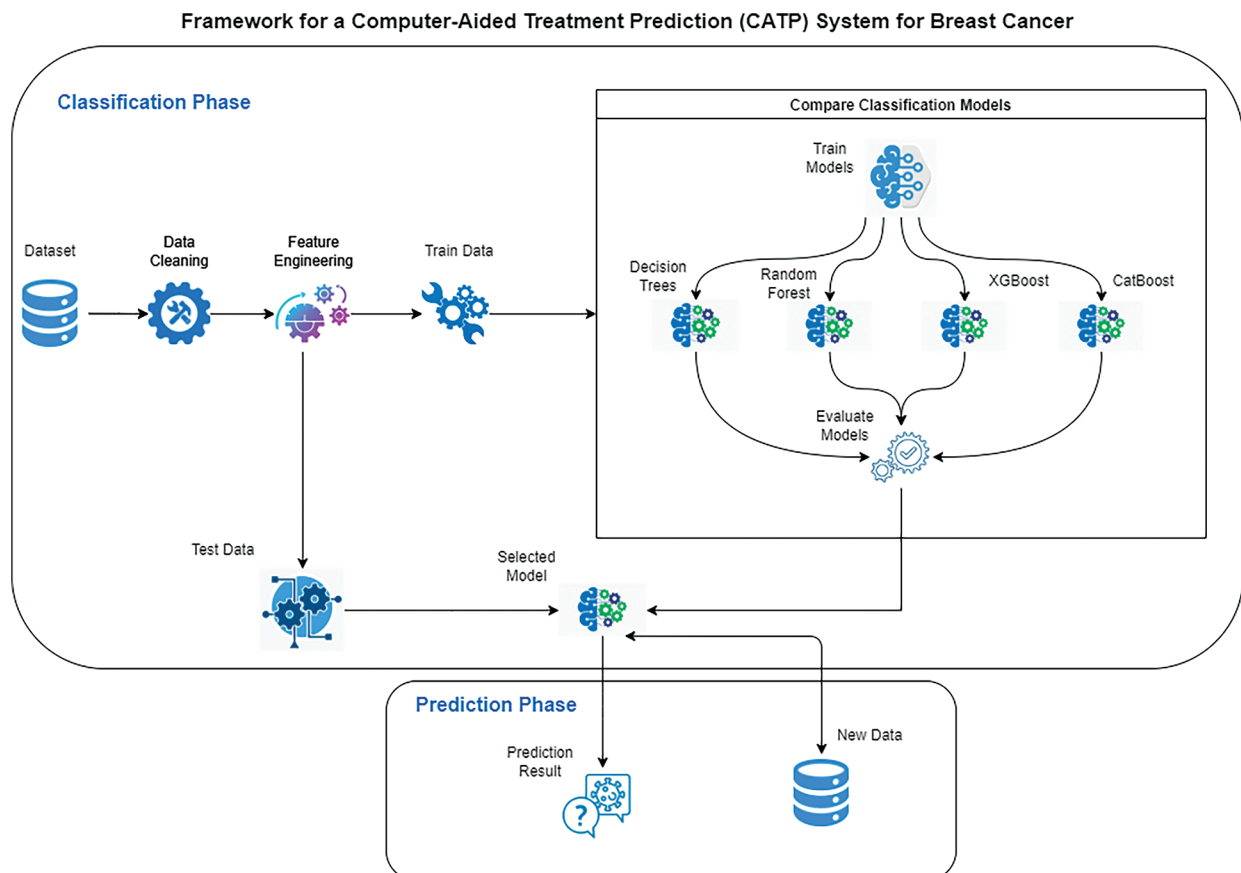 Framework for a Computer-Aided Treatment Prediction (CATP) System for Breast Cancer
Classification Phase
Compare Classification Models
Train
Models
Dataset
Data
Cleaning
Feature
Engineering
Train Data
Decision
Trees
Random
Forest
XGBoost
CatBoost
Evaluate
Models
Test Data
Selected
Model
Prediction Phase
Prediction
Result
?
New Data